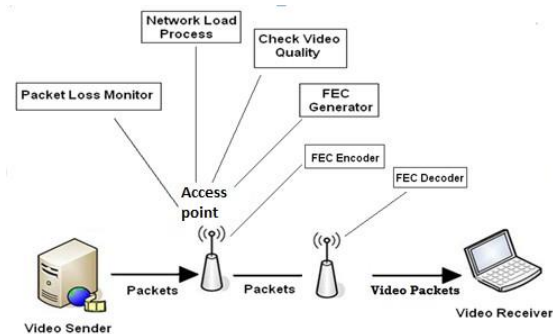 Network Load
Process
Check Video
Quality
Packet Loss Monitor
FEC
Generator
FEC Encoder
FEC Decoder
Access
point
Packets
Packets
Video Packets
Video Sender
Video Receiver